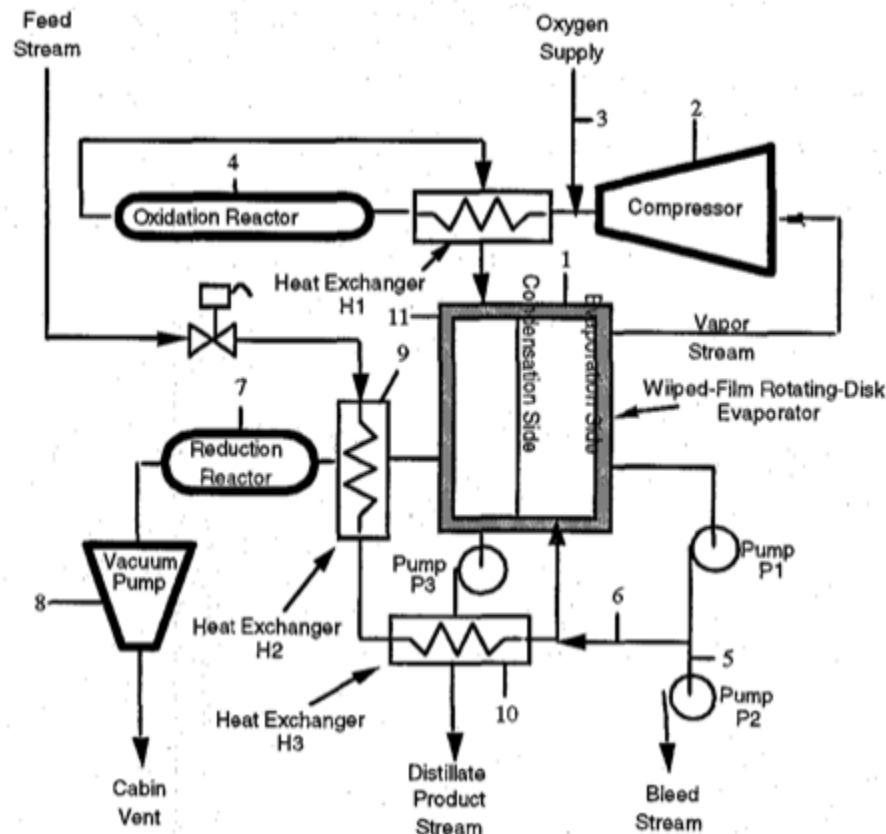 Feed
Stream
Oxygen
Supply
2
3
4
Oxidation Reactor
Compressor
Heat Exchanger
H1
1
11
Condensation Side
Evaporation Side
Vapor
Stream
9
Wiiped-Film Rotating-Disk
Evaporator
7
Reduction
Reactor
Vacuum
Pump
8
Pump
P3
Pump
P1
6
Heat Exchanger
H2
5
Pump
P2
10
Heat Exchanger
H3
Cabin
Vent
Distillate
Product
Stream
Bleed
Stream